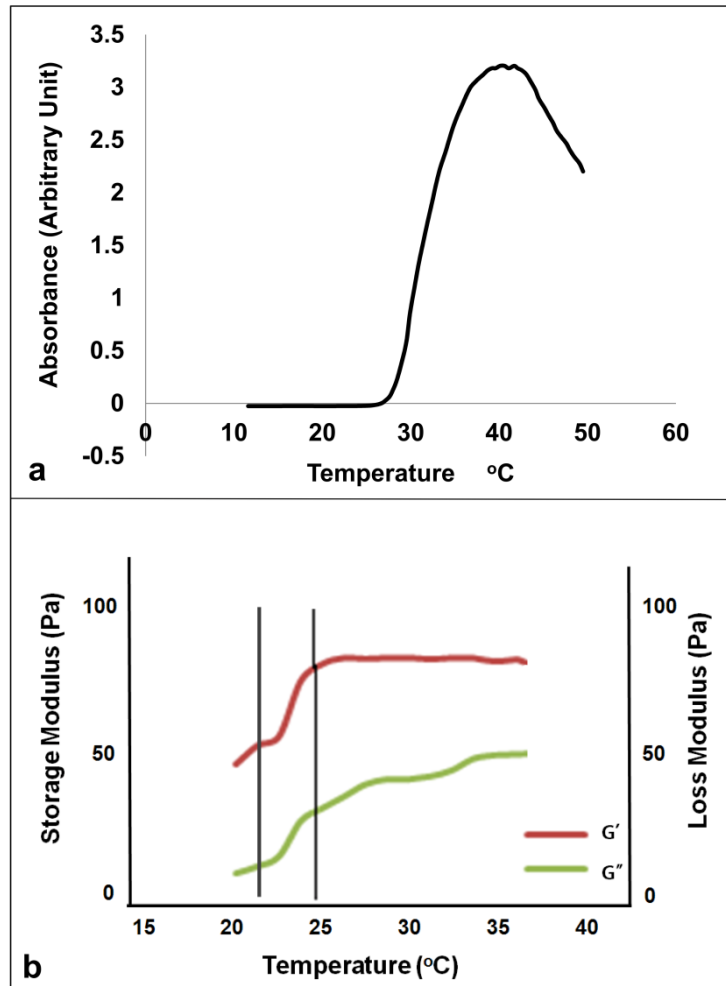 3.5
3
2.5
2
1.5
1
0.5
0
-0.5
Absorbance (Arbitrary Unit)
0 10 20 30 40 50 60
Temperature °C
a
100
50
0
Storage Modulus (Pa)
100
50
0
Loss Modulus (Pa)
G′
G″
15 20 25 30 35 40
Temperature (°C)
b